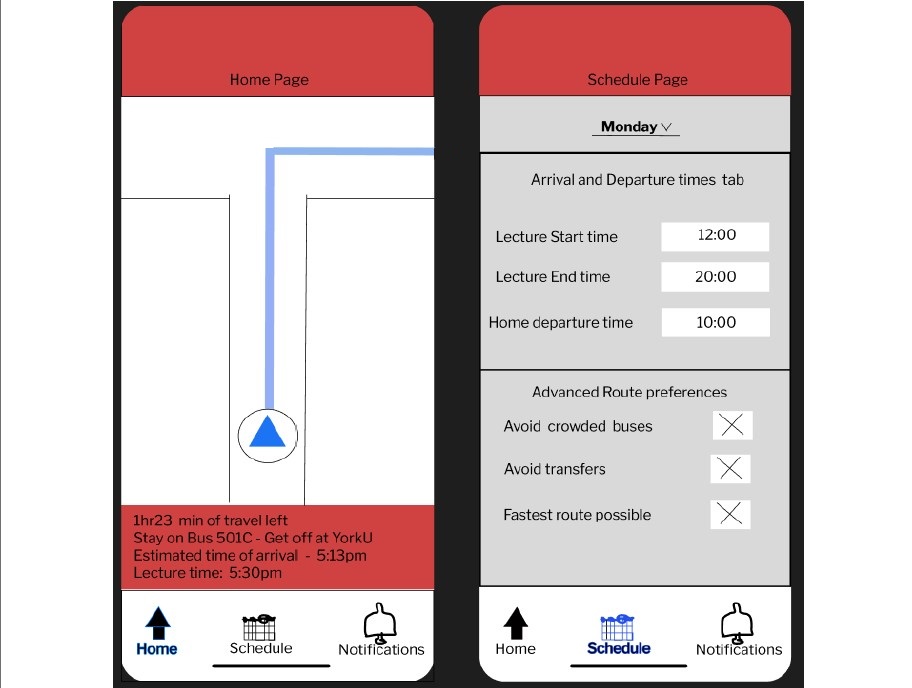 Home Page
1hr23 min of travel left
Stay on Bus 501C - Get off at YorkU
Estimated time of arrival - 5:13pm
Lecture time: 5:30pm
Home
Schedule
Notifications
Schedule Page
Monday
Arrival and Departure times tab
Lecture Start time 12:00
Lecture End time 20:00
Home departure time 10:00
Advanced Route preferences
Avoid crowded buses
Avoid transfers
Fastest route possible
Home
Schedule
Notifications